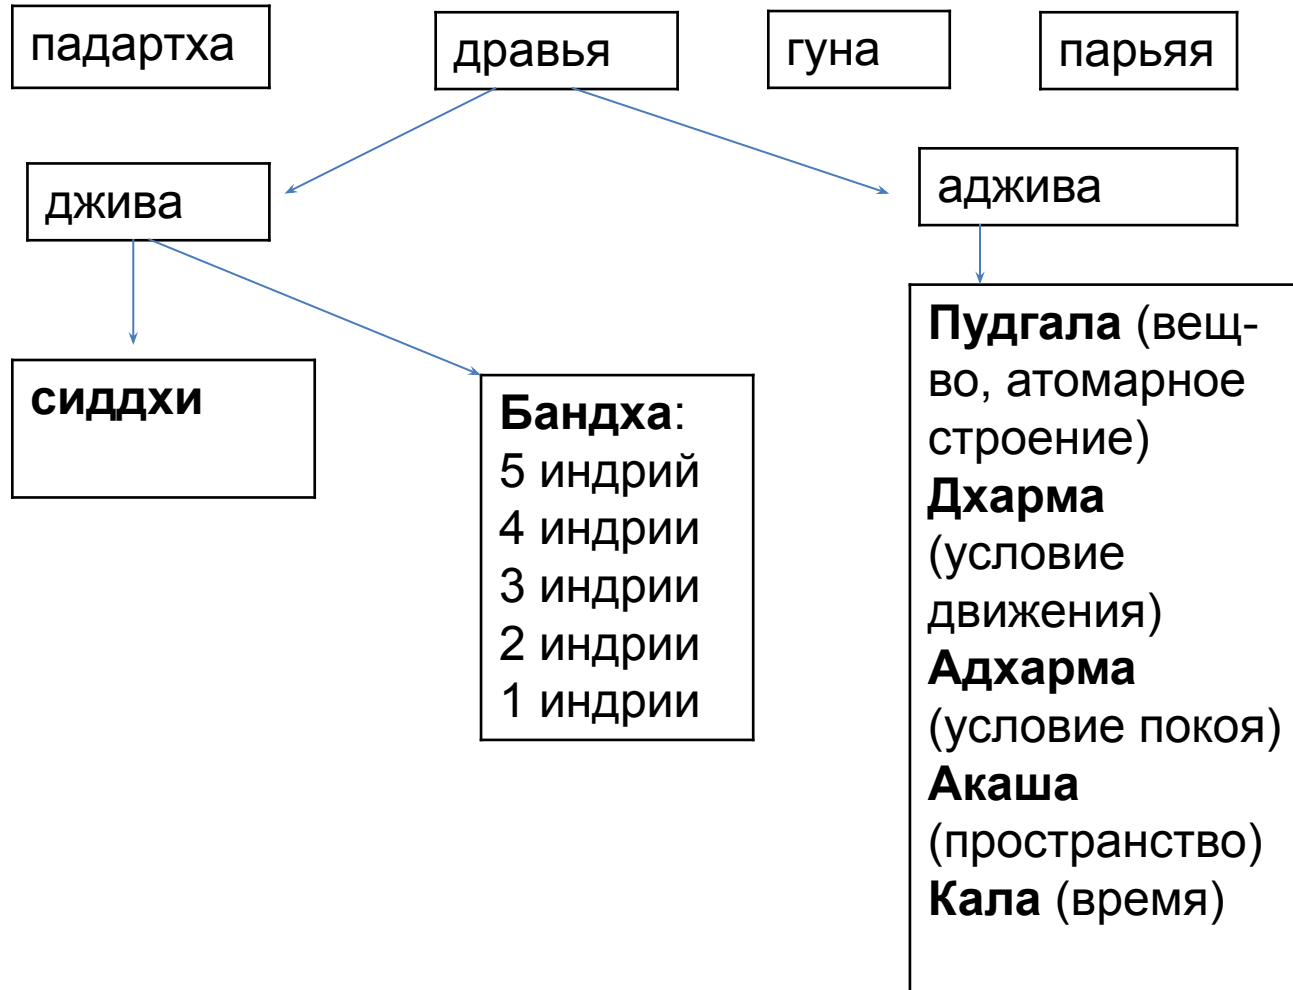 падартха
дравья
гуна
парьяя
джива
аджива
сиддхи
Бандха:
5 индрий
4 индрии
3 индрии
2 индрии
1 индрии
Пудгала (вещ-
во, атомарное
строение)
Дхарма
(условие
движения)
Адхарма
(условие покоя)
Акаша
(пространство)
Кала (время)